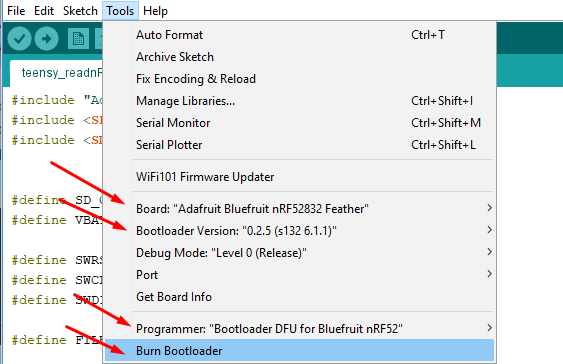 File Edit Sketch Tools Help
teensy_readnR
#include "Ad
#include <SP
#include <SD
#define SD_C
#define VBAT
#define SWRS
#define SWCL
#define SWDI
#define FILE
Auto Format Ctrl+T
Archive Sketch
Fix Encoding & Reload
Manage Libraries... Ctrl+Shift+I
Serial Monitor Ctrl+Shift+M
Serial Plotter Ctrl+Shift+L
WiFi101 Firmware Updater
Board: "Adafruit Bluefruit nRF52832 Feather"
Bootloader Version: "0.2.5 (s132 6.1.1)"
Debug Mode: "Level 0 (Release)"
Port
Get Board Info
Programmer: "Bootloader DFU for Bluefruit nRF52"
Burn Bootloader